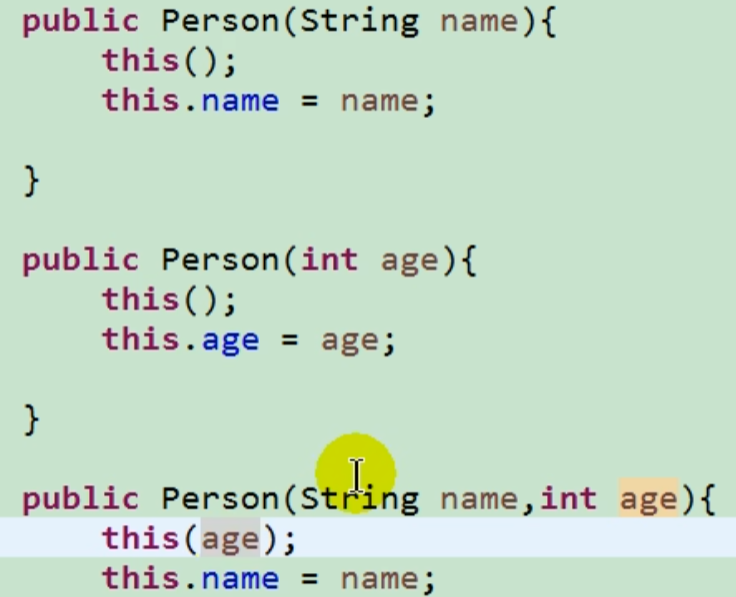 public Person(String name){
this();
this.name = name;
}
public Person(int age){
this();
this.age = age;
}
public Person(String name,int age){
this(age);
this.name = name;